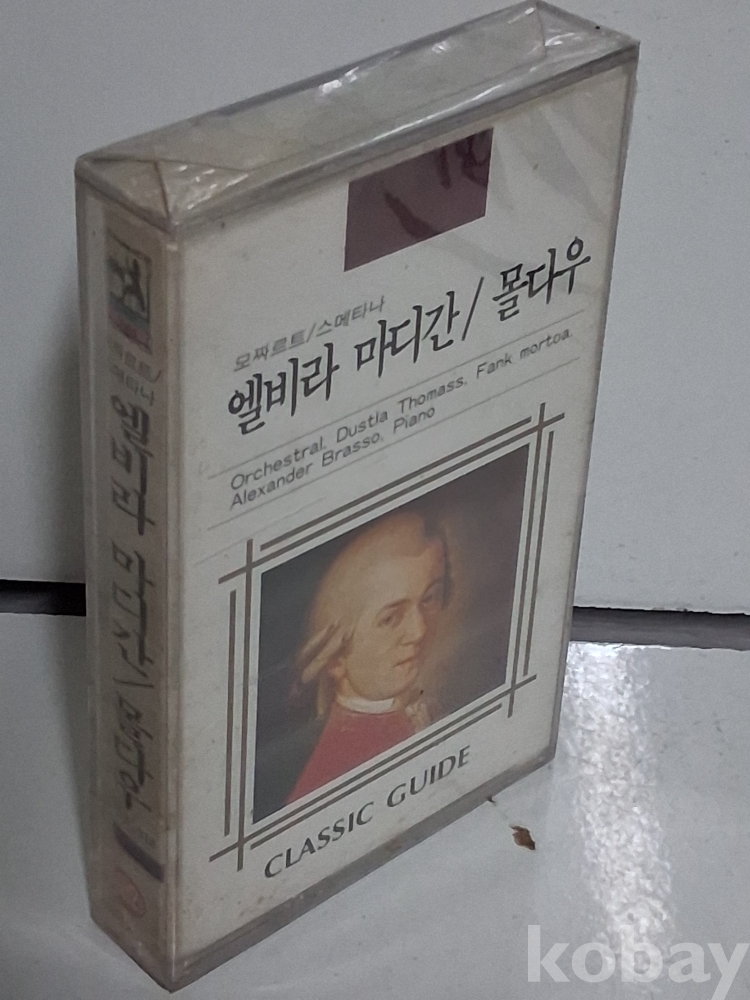 18
모짜르트/스메타나
엘비라 마디간/몰다우
Orchestral. Dustla Thomass. Fank mortoa.
Alexander Brasso. Piano
CLASSIC GUIDE
엘비라 마디간/몰다우
kobay